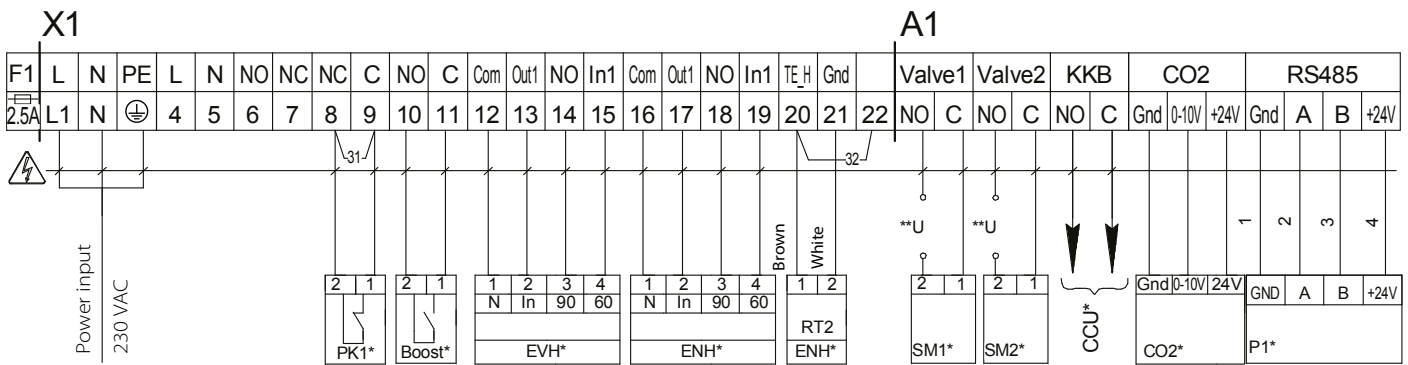 X1 A1
F1 L N PE L N NO NC NC C NO C Com Out1 NO In1 Com Out1 NO In1 TE_H Gnd Valve1 Valve2 KKB CO2 RS485
2.5A L1 N 4 5 6 7 8 9 10 11 12 13 14 15 16 17 18 19 20 21 22 NO C NO C NO C Gnd 0-10V +24V Gnd A B +24V
31 32
Power input
230 VAC
Brown
White
**U **U
1 2 3 4
2 1 2 1 1 2 3 4 1 2 3 4 1 2 2 1 2 1 Gnd 0-10V 24V GND A B +24V
N In 90 60 N In 90 60
RT2
PK1* Boost* EVH* ENH* ENH* SM1* SM2* CCU* CO2* P1*